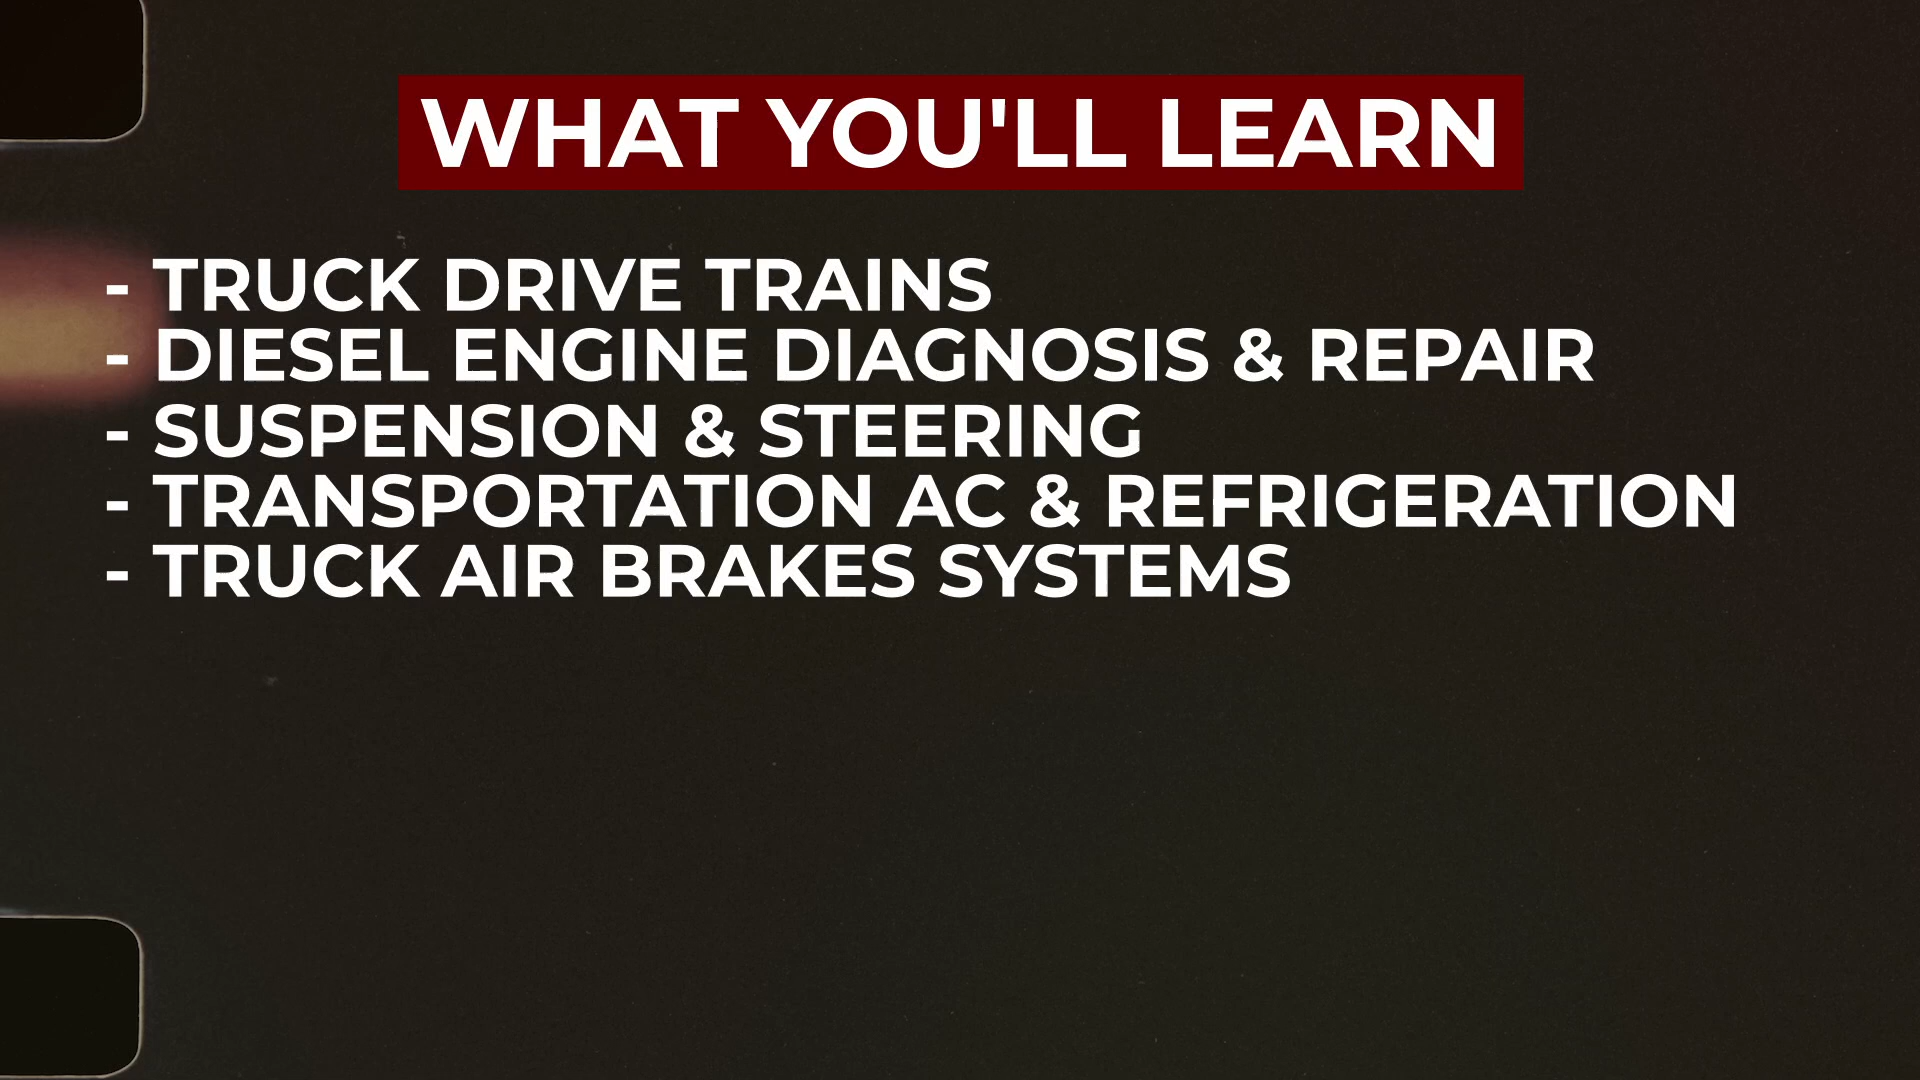 WHAT YOU'LL LEARN
- TRUCK DRIVE TRAINS
- DIESEL ENGINE DIAGNOSIS & REPAIR
- SUSPENSION & STEERING
- TRANSPORTATION AC & REFRIGERATION
- TRUCK AIR BRAKES SYSTEMS